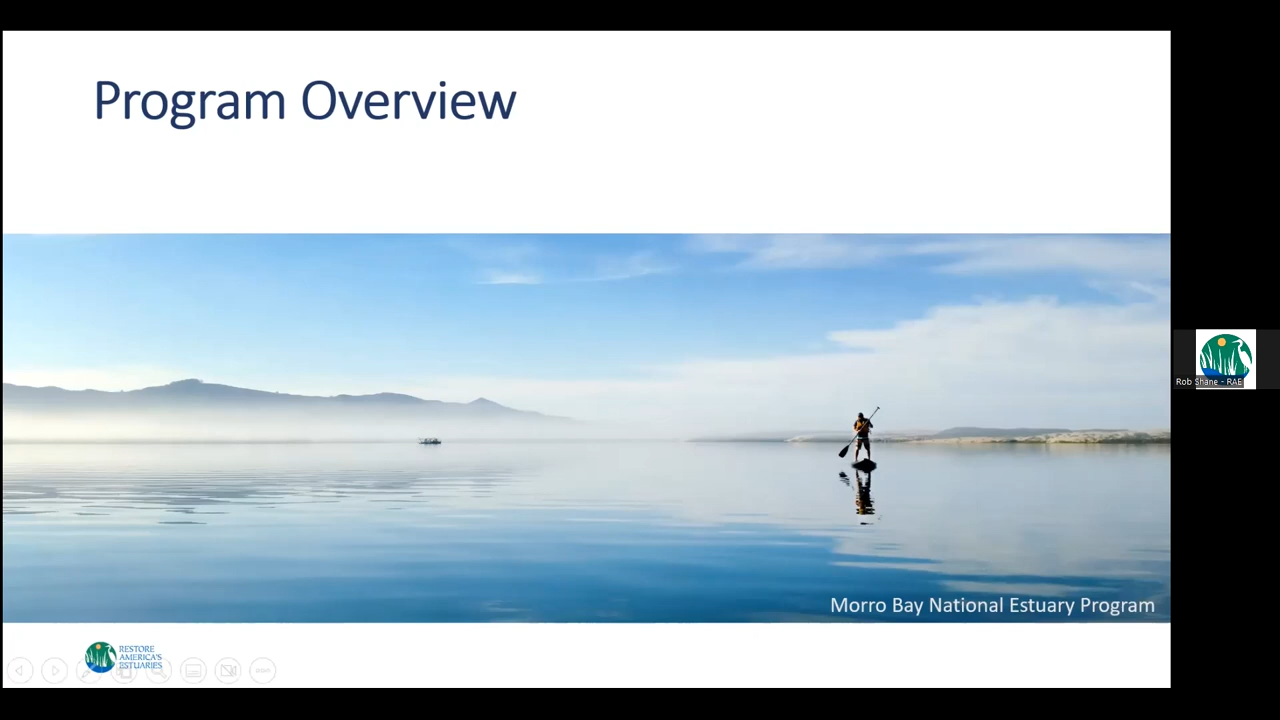 Program Overview
Rob Shane - RAE
Morro Bay National Estuary Program
RESTORE
AMERICA'S
ESTUARIES